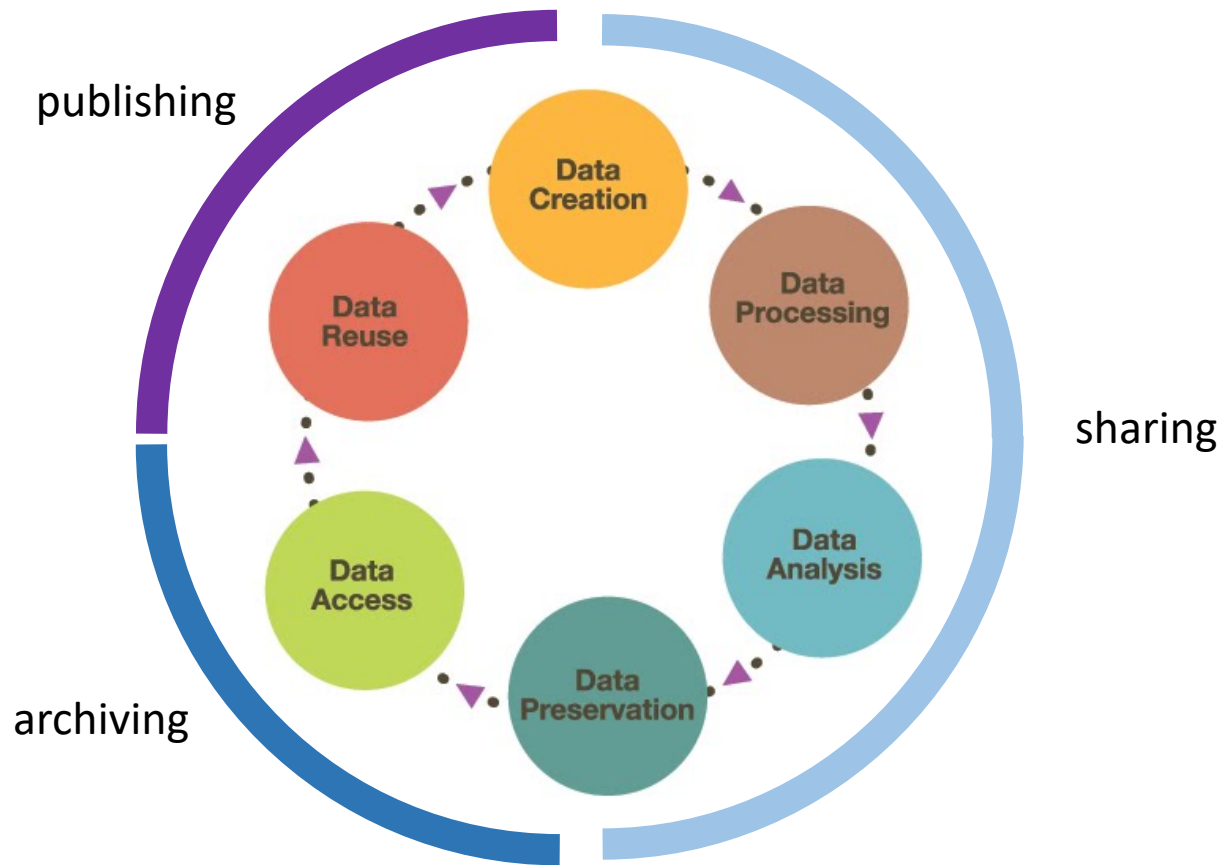 publishing
Data
Creation
Data
Processing
Data
Reuse
sharing
Data
Analysis
Data
Access
Data
Preservation
archiving